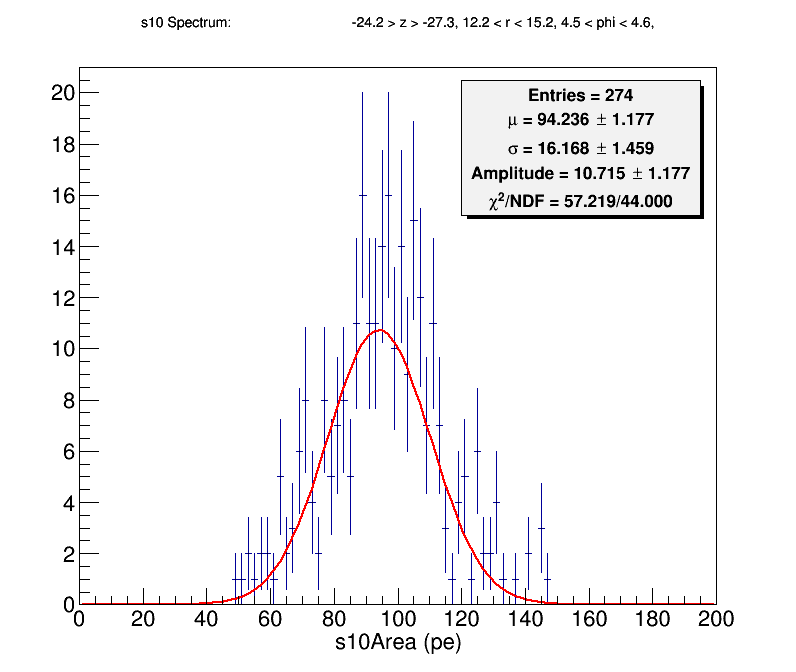 s10 Spectrum: -24.2 > z > -27.3, 12.2 < r < 15.2, 4.5 < phi < 4.6,
Entries = 274
μ = 94.236 ± 1.177
σ = 16.168 ± 1.459
Amplitude = 10.715 ± 1.177
χ²/NDF = 57.219/44.000
20
18
16
14
12
10
8
6
4
2
0
0 20 40 60 80 100 120 140 160 180 200
s10Area (pe)